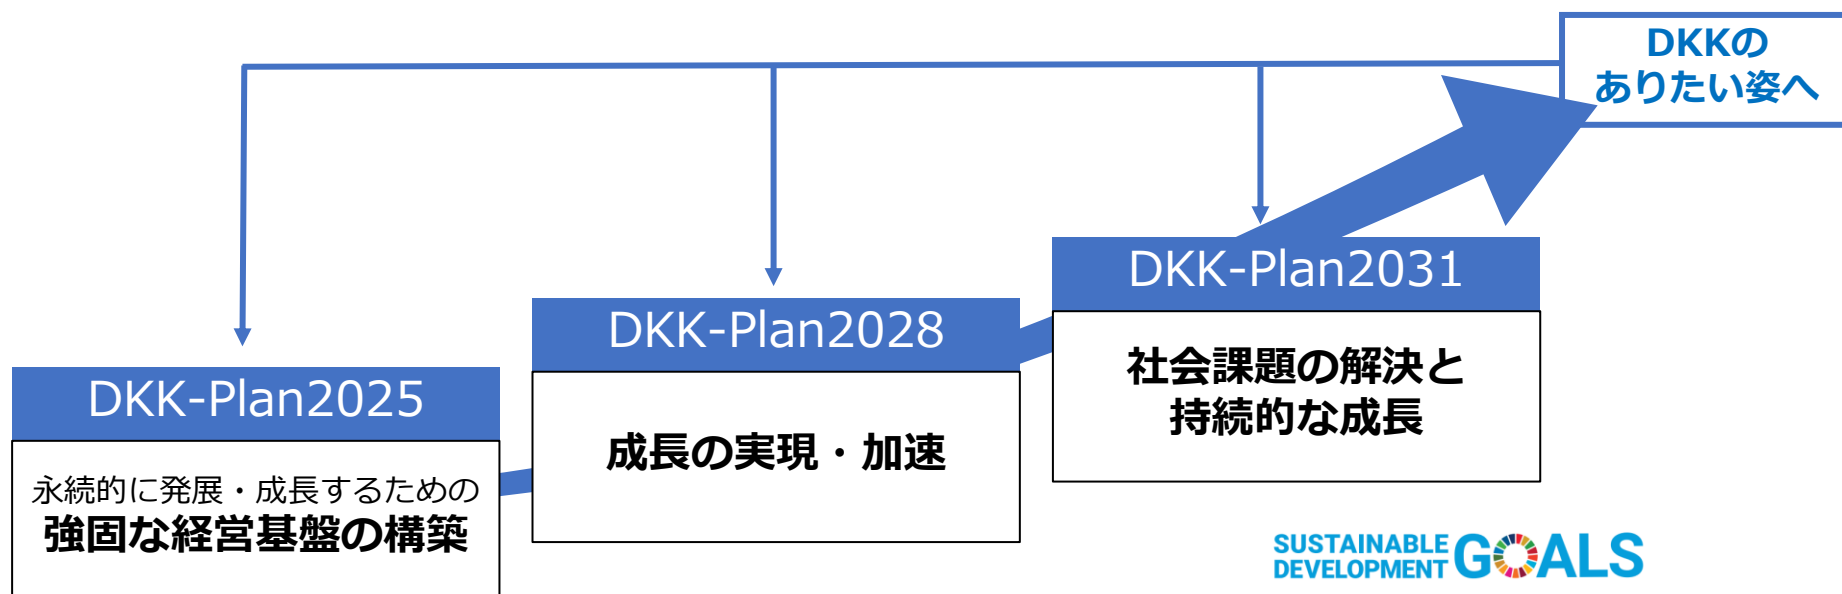 DKKの
ありたい姿へ
DKK-Plan2025
永続的に発展・成長するための
強固な経営基盤の構築
DKK-Plan2028
成長の実現・加速
DKK-Plan2031
社会課題の解決と
持続的な成長
SUSTAINABLE
DEVELOPMENT
GOALS